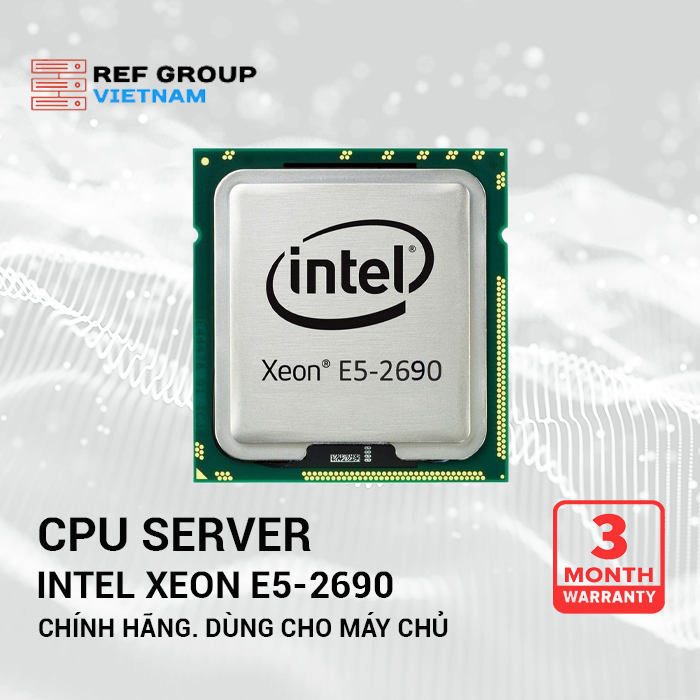 REF GROUP
VIETNAM
intel®
Xeon® E5-2690
CPU SERVER
INTEL XEON E5-2690
CHÍNH HÃNG. DÙNG CHO MÁY CHỦ
3
MONTH
WARRANTY